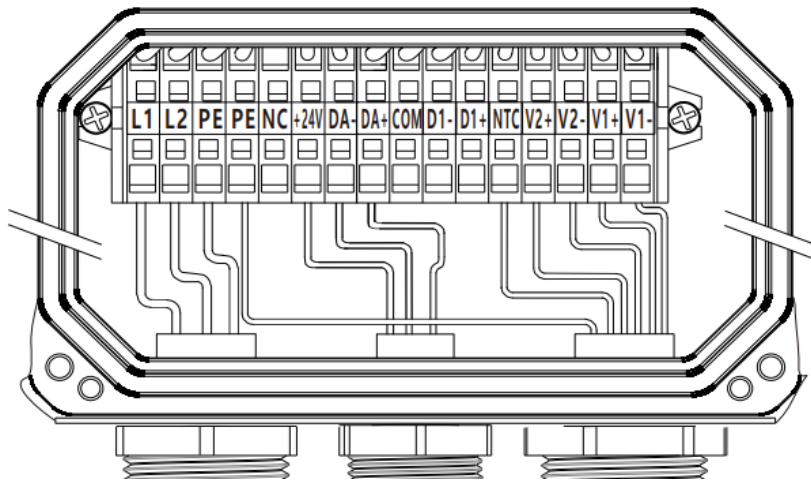 L1 L2 PE PE NC +24V DA- DA+ COM D1- D1+ NTC V2+ V2- V1+ V1-